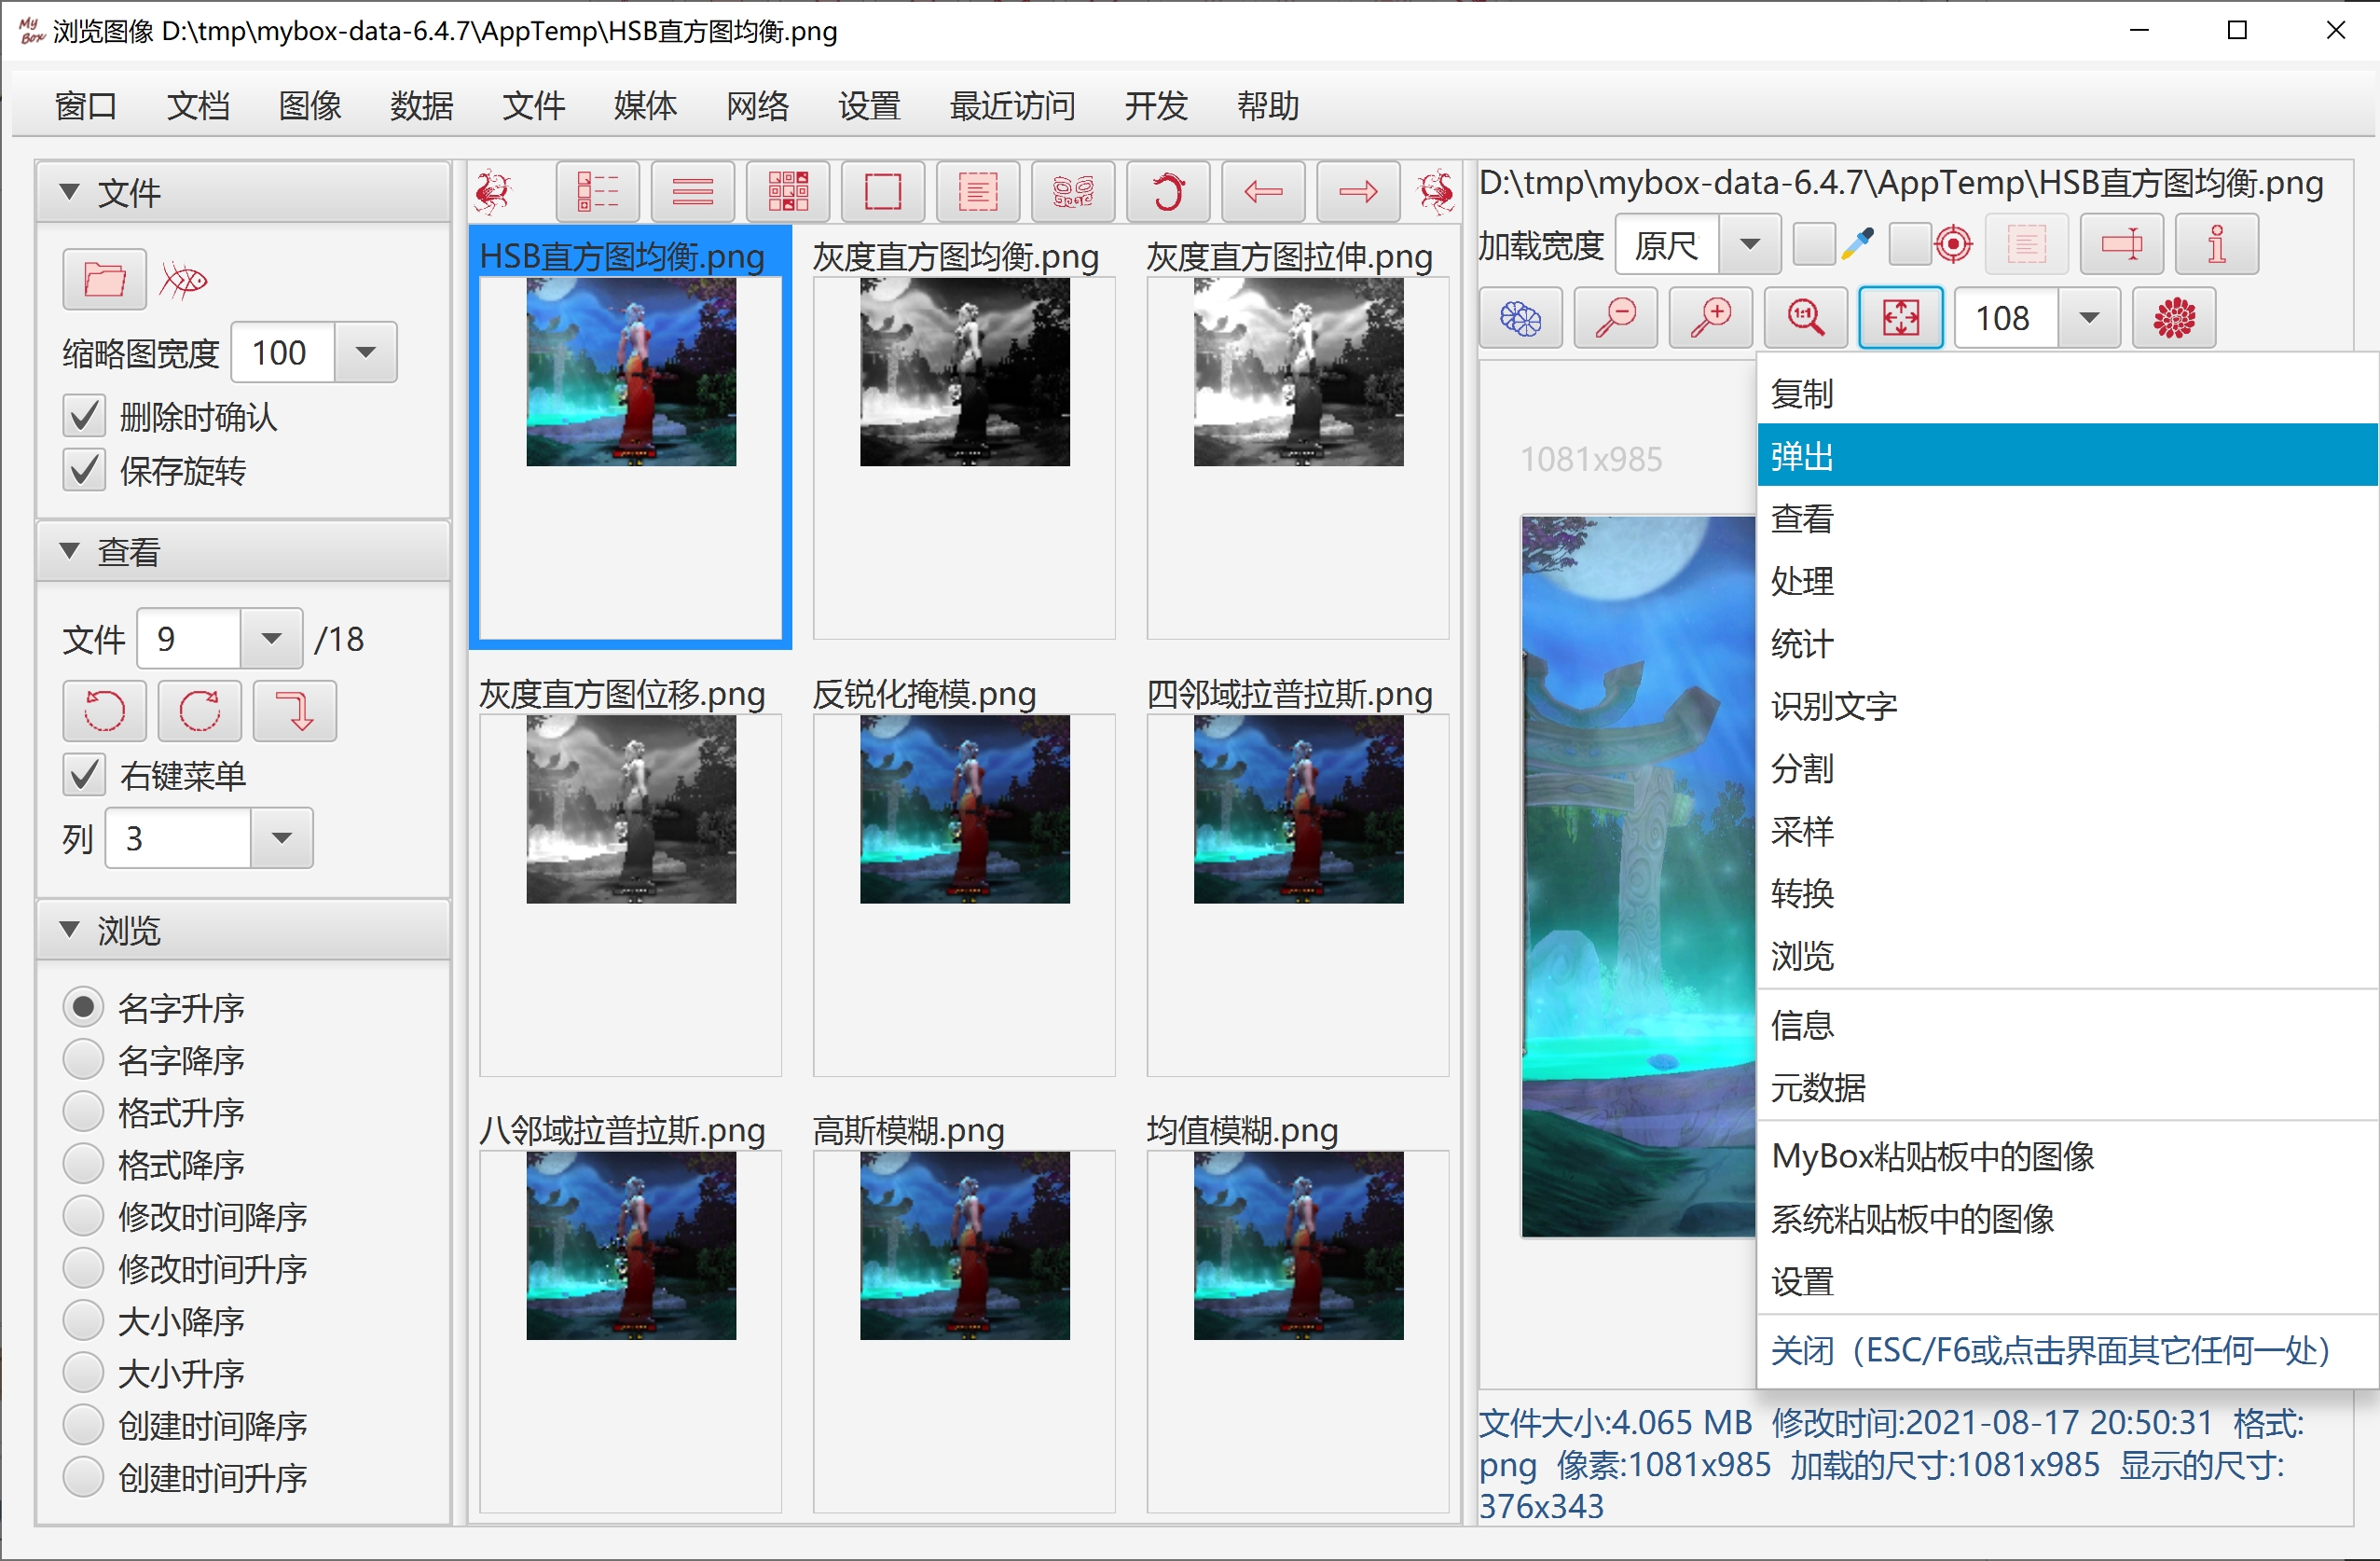 My Box 浏览图像 D:\tmp\mybox-data-6.4.7\AppTemp\HSB直方图均衡.png
窗口 文档 图像 数据 文件 媒体 网络 设置 最近访问 开发 帮助
文件
缩略图宽度 100
删除时确认
保存旋转
查看
文件 9 /18
右键菜单
列 3
浏览
名字升序
名字降序
格式升序
格式降序
修改时间降序
修改时间升序
大小降序
大小升序
创建时间降序
创建时间升序
HSB直方图均衡.png 灰度直方图均衡.png 灰度直方图拉伸.png
灰度直方图位移.png 反锐化掩模.png 四邻域拉普拉斯.png
八邻域拉普拉斯.png 高斯模糊.png 均值模糊.png
D:\tmp\mybox-data-6.4.7\AppTemp\HSB直方图均衡.png
加载宽度 原尺
1:1 108
1081x985
复制
弹出
查看
处理
统计
识别文字
分割
采样
转换
浏览
信息
元数据
MyBox粘贴板中的图像
系统粘贴板中的图像
设置
关闭（ESC/F6或点击界面其它任何一处）
文件大小:4.065 MB 修改时间:2021-08-17 20:50:31 格式:
png 像素:1081x985 加载的尺寸:1081x985 显示的尺寸:
376x343